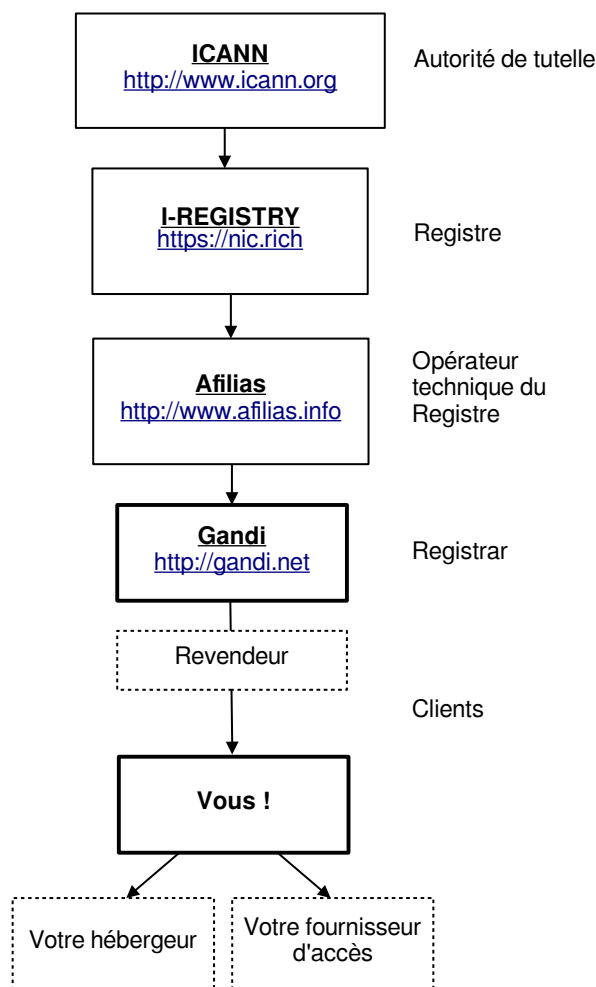 ICANN
http://www.icann.org
Autorité de tutelle
I-REGISTRY
https://nic.rich
Registre
Afilias
http://www.afilias.info
Opérateur
technique du
Registre
Gandi
http://gandi.net
Registrar
Revendeur
Clients
Vous !
Votre hébergeur
Votre fournisseur
d'accès